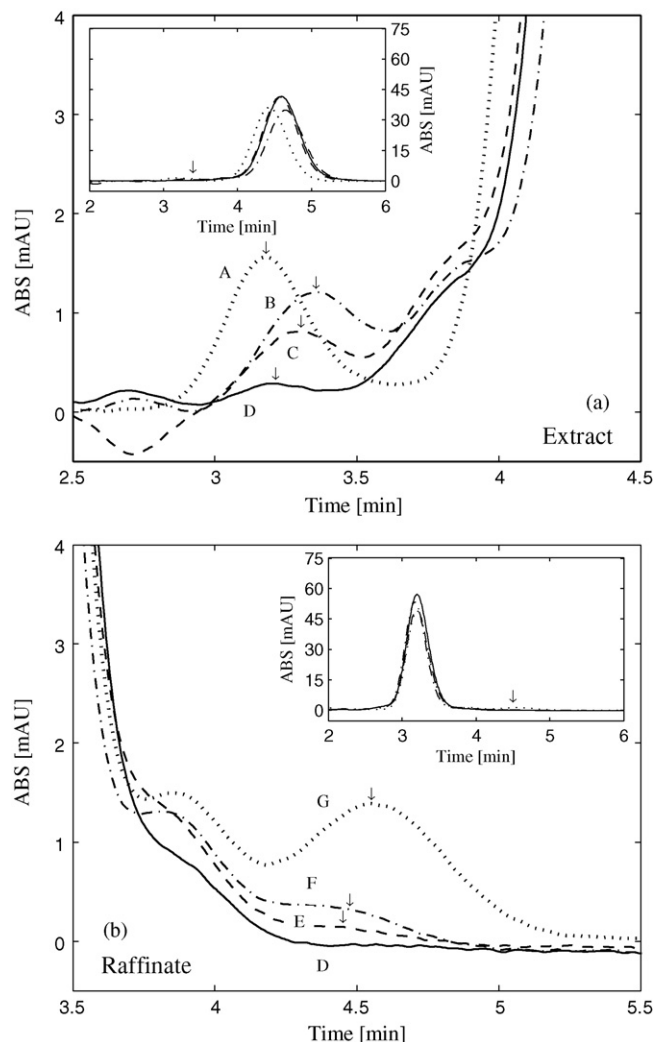 4
3
2
1
0
ABS [mAU]
75
60
45
30
15
0
ABS [mAU]
2 3 4 5 6
Time [min]
A
B
C
D
(a)
Extract
2.5 3 3.5 4 4.5
Time [min]
4
3
2
1
0
ABS [mAU]
75
60
45
30
15
0
ABS [mAU]
2 3 4 5 6
Time [min]
G
F
E
D
(b)
Raffinate
3.5 4 4.5 5 5.5
Time [min]